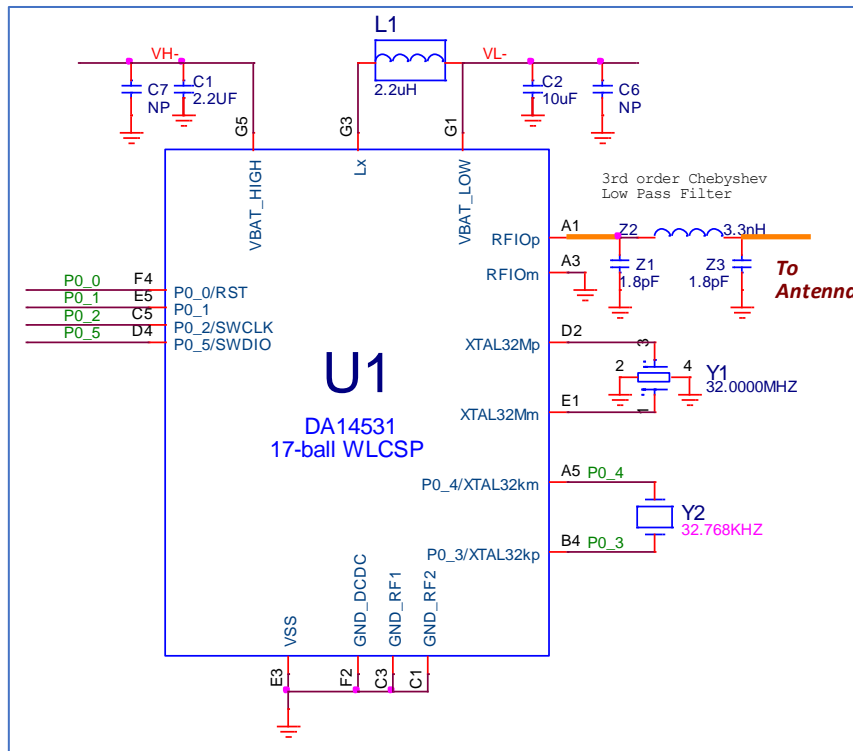 L1
VH-
VL-
C7
NP
C1
2.2UF
2.2uH
C2
10uF
C6
NP
G5
G3
G1
VBAT_HIGH
Lx
VBAT_LOW
3rd order Chebyshev
Low Pass Filter
RFIOp
A1
Z2
3.3nH
RFIOm
A3
Z1
1.8pF
Z3
1.8pF
To
Antenna
P0_0
F4
P0_0/RST
P0_1
E5
P0_1
P0_2
C5
P0_2/SWCLK
P0_5
D4
P0_5/SWDIO
XTAL32Mp
D2
3
2
4
Y1
32.0000MHZ
1
XTAL32Mm
E1
U1
DA14531
17-ball WLCSP
P0_4/XTAL32km
A5
P0_4
Y2
32.768KHZ
P0_3/XTAL32kp
B4
P0_3
VSS
GND_DCDC
GND_RF1
GND_RF2
E3
F2
C3
C1